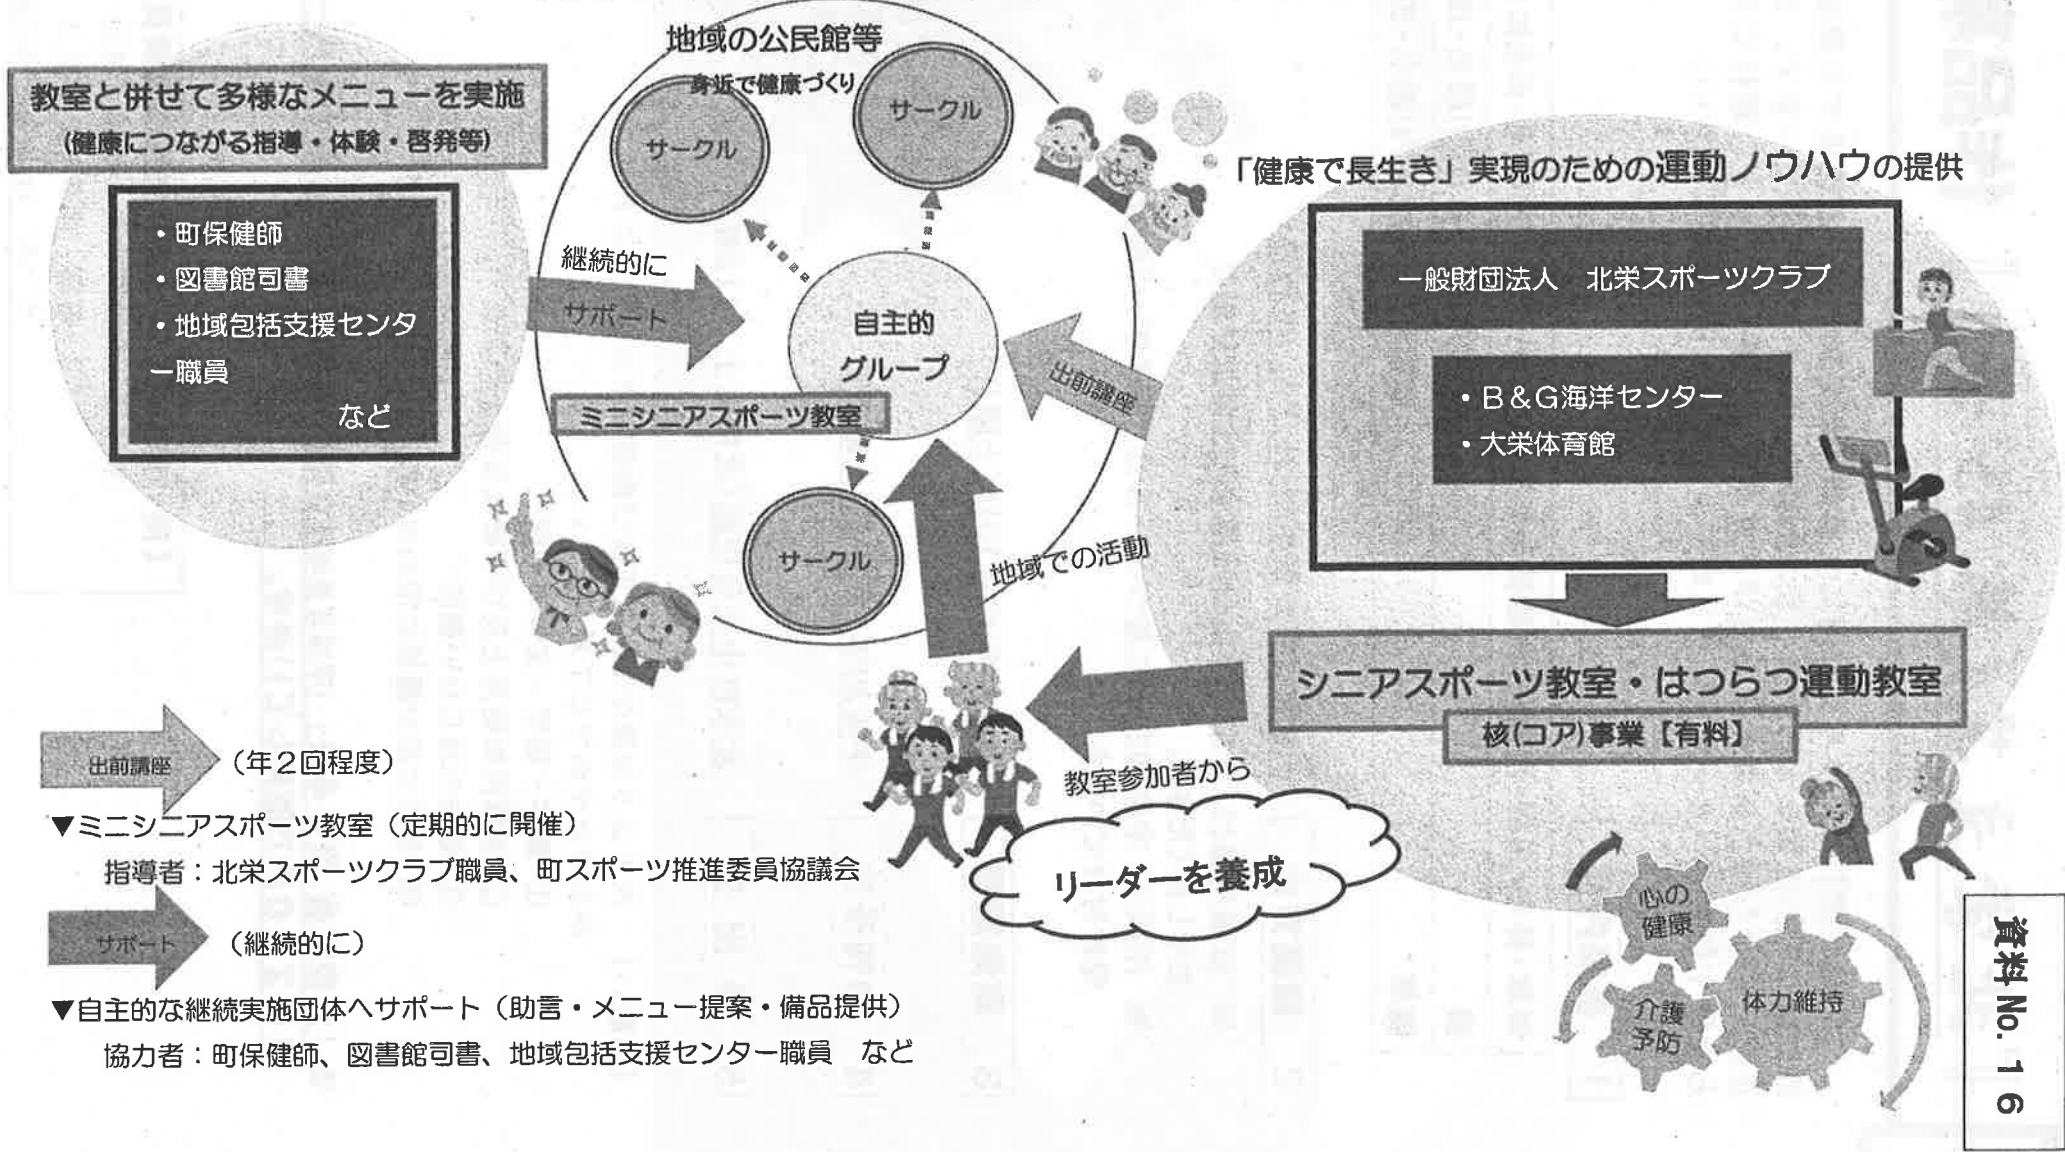 地域の公民館等
身近で健康づくり
サークル
サークル
教室と併せて多様なメニューを実施
(健康につながる指導・体験・啓発等)
・町保健師
・図書館司書
・地域包括支援センタ
ー職員
など
継続的に
サポート
自主的
グループ
ミニシニアスポーツ教室
出前講座
サークル
地域での活動
「健康で長生き」実現のための運動ノウハウの提供
一般財団法人　北栄スポーツクラブ
・B&G海洋センター
・大栄体育館
シニアスポーツ教室・はつらつ運動教室
核(コア)事業【有料】
教室参加者から
リーダーを養成
出前講座
（年2回程度）
▼ミニシニアスポーツ教室（定期的に開催）
指導者：北栄スポーツクラブ職員、町スポーツ推進委員協議会
サポート
（継続的に）
▼自主的な継続実施団体へサポート（助言・メニュー提案・備品提供）
協力者：町保健師、図書館司書、地域包括支援センター職員　など
心の
健康
介護
予防
体力維持
資料No.16